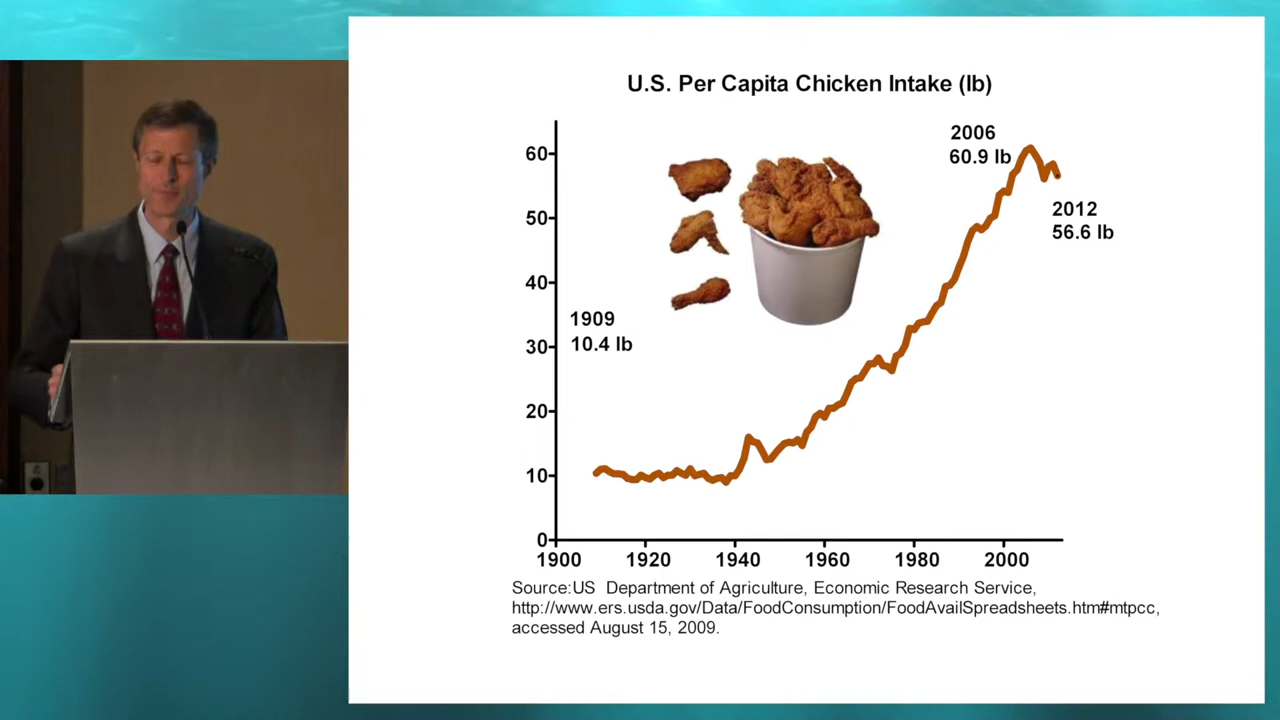 U.S. Per Capita Chicken Intake (lb)
2006
60.9 lb
2012
56.6 lb
1909
10.4 lb
60
50
40
30
20
10
0
1900 1920 1940 1960 1980 2000
Source:US Department of Agriculture, Economic Research Service,
http://www.ers.usda.gov/Data/FoodConsumption/FoodAvailSpreadsheets.htm#mtpcc,
accessed August 15, 2009.